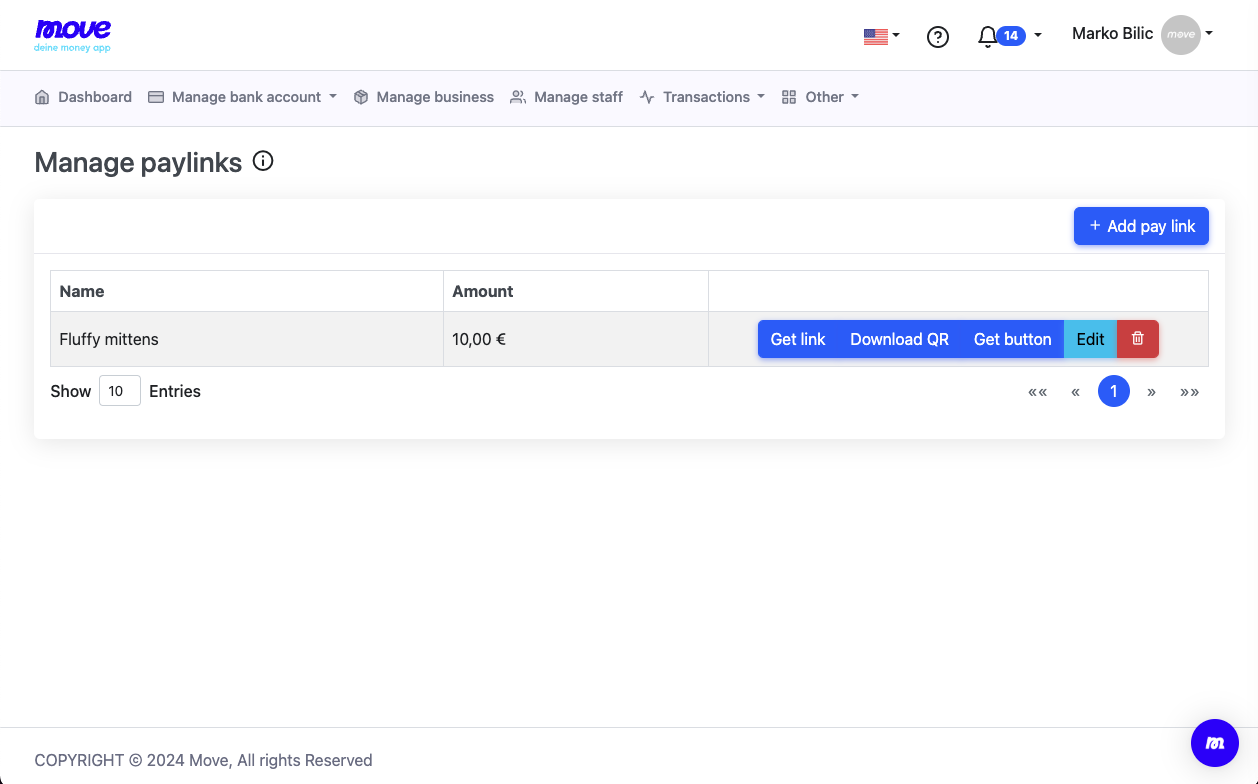 move
deine money app
14
Marko Bilic
move
Dashboard
Manage bank account
Manage business
Manage staff
Transactions
Other
Manage paylinks
+ Add pay link
Name Amount
Fluffy mittens 10,00 € Get link Download QR Get button Edit
Show 10 Entries «« « 1 » »»
COPYRIGHT © 2024 Move, All rights Reserved
m